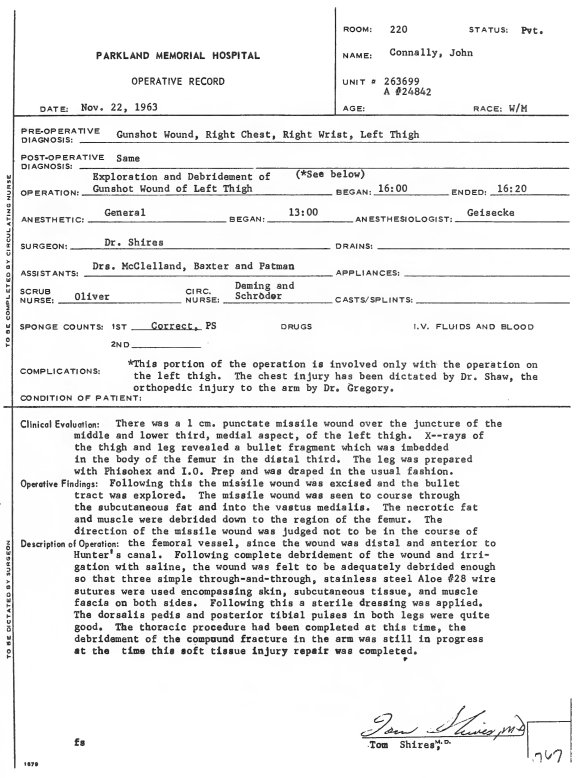 ROOM: 220 STATUS: Pvt.
PARKLAND MEMORIAL HOSPITAL
NAME: Connally, John
OPERATIVE RECORD
UNIT # 263699
A #24842
DATE: Nov. 22, 1963
AGE: RACE: W/M
PRE-OPERATIVE
DIAGNOSIS: Gunshot Wound, Right Chest, Right Wrist, Left Thigh
POST-OPERATIVE Same
DIAGNOSIS:
Exploration and Debridement of (*See below)
OPERATION: Gunshot Wound of Left Thigh BEGAN: 16:00 ENDED: 16:20
ANESTHETIC: General BEGAN: 13:00 ANESTHESIOLOGIST: Geisecke
SURGEON: Dr. Shires DRAINS:
ASSISTANTS: Drs. McClelland, Baxter and Patman APPLIANCES:
SCRUB
NURSE: Oliver
CIRC.
NURSE: Deming and
Schroder
CASTS/SPLINTS:
SPONGE COUNTS: 1ST Correct, PS DRUGS I.V. FLUIDS AND BLOOD
2ND
COMPLICATIONS: *This portion of the operation is involved only with the operation on
the left thigh. The chest injury has been dictated by Dr. Shaw, the
orthopedic injury to the arm by Dr. Gregory.
CONDITION OF PATIENT:
TO BE COMPLETED BY CIRCULATING NURSE
Clinical Evaluation: There was a 1 cm. punctate missile wound over the juncture of the
middle and lower third, medial aspect, of the left thigh. X--rays of
the thigh and leg revealed a bullet fragment which was imbedded
in the body of the femur in the distal third. The leg was prepared
with Phisohex and I.O. Prep and was draped in the usual fashion.
Operative Findings: Following this the missile wound was excised and the bullet
tract was explored. The missile wound was seen to course through
the subcutaneous fat and into the vastus medialis. The necrotic fat
and muscle were debrided down to the region of the femur. The
direction of the missile wound was judged not to be in the course of
Description of Operation: the femoral vessel, since the wound was distal and anterior to
Hunter's canal. Following complete debridement of the wound and irri-
gation with saline, the wound was felt to be adequately debrided enough
so that three simple through-and-through, stainless steel Aloe #28 wire
sutures were used encompassing skin, subcutaneous tissue, and muscle
fascia on both sides. Following this a sterile dressing was applied.
The dorsalis pedis and posterior tibial pulses in both legs were quite
good. The thoracic procedure had been completed at this time, the
debridement of the compound fracture in the arm was still in progress
at the time this soft tissue injury repair was completed.
TO BE DICTATED BY SURGEON
Tom Shires, M.D.
fs
Tom Shires, M.D.
767
1679